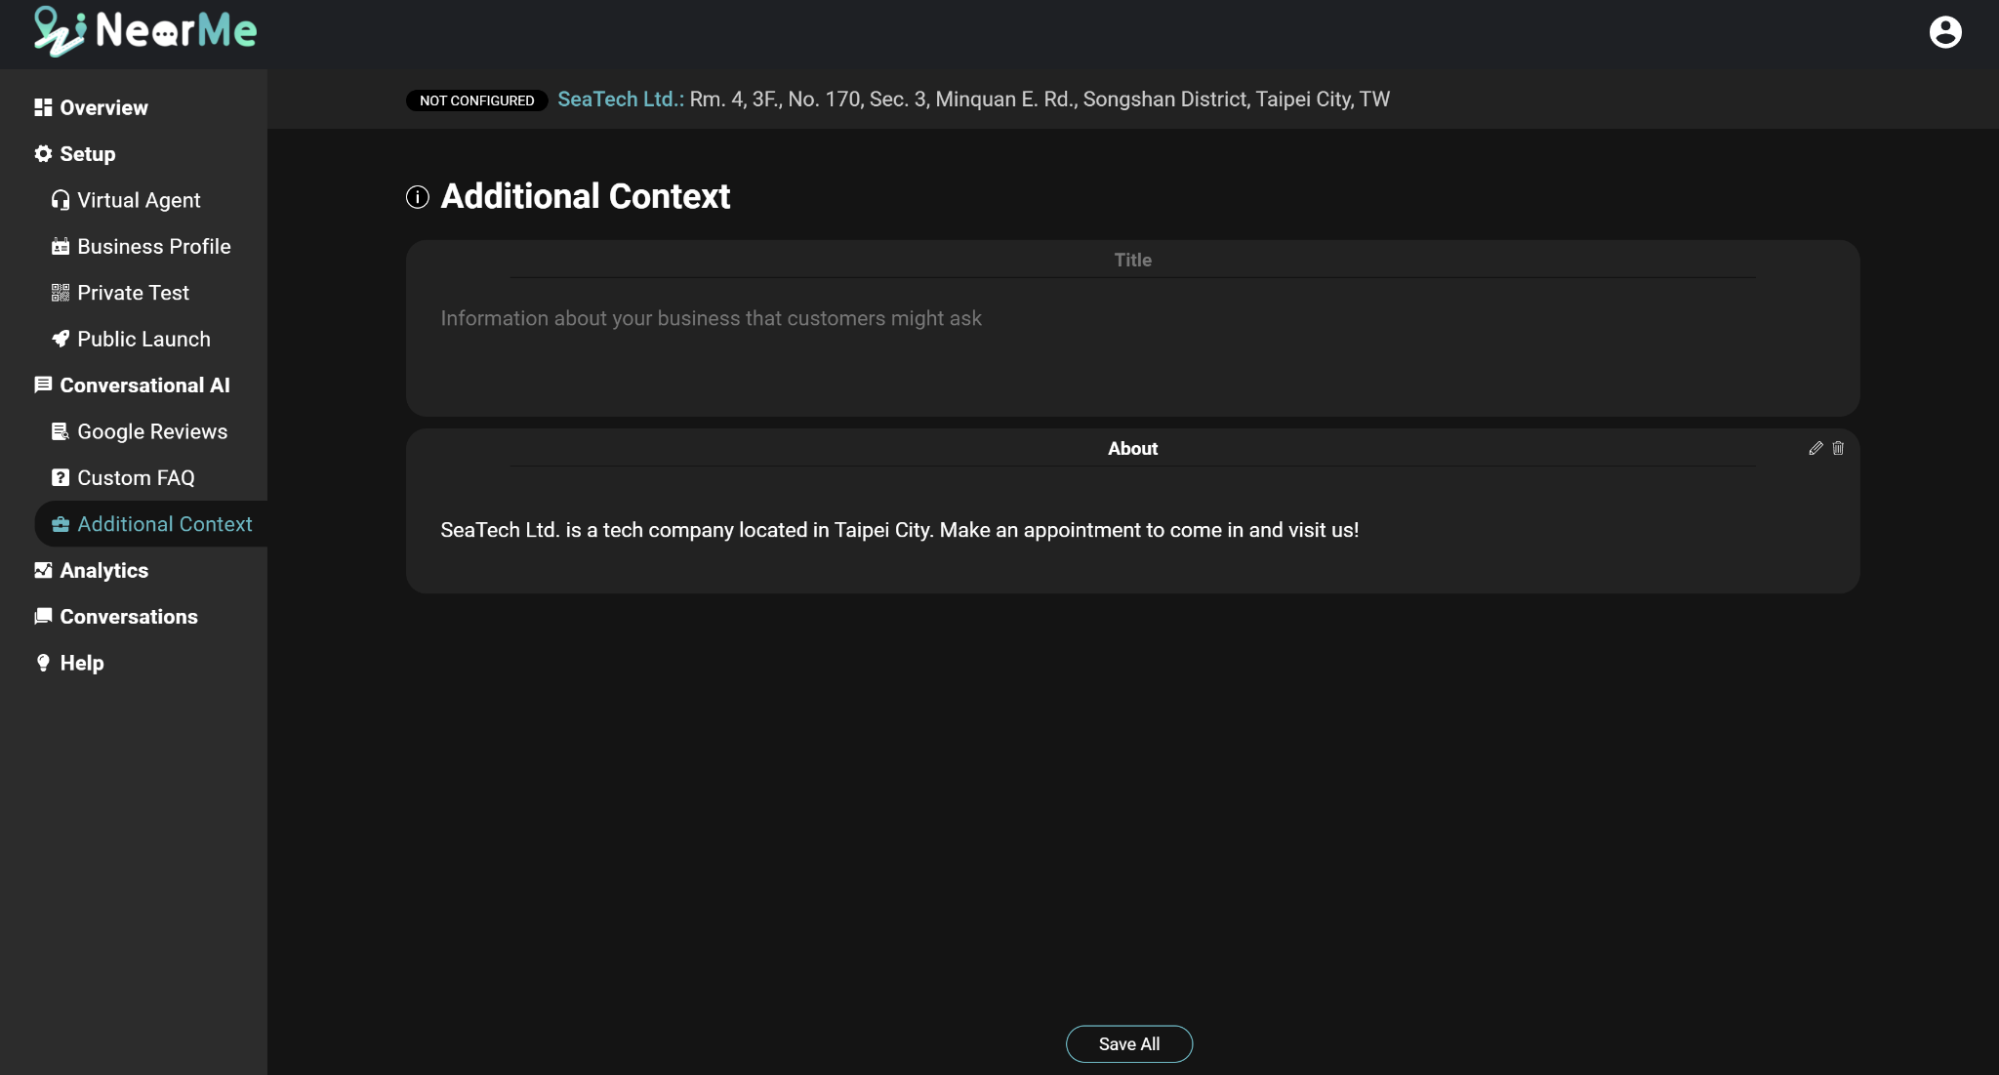 NearMe
NOT CONFIGURED SeaTech Ltd.: Rm. 4, 3F., No. 170, Sec. 3, Minquan E. Rd., Songshan District, Taipei City, TW
Overview
Setup
Virtual Agent
Business Profile
Private Test
Public Launch
Conversational AI
Google Reviews
Custom FAQ
Additional Context
Analytics
Conversations
Help
Additional Context
Title
Information about your business that customers might ask
About
SeaTech Ltd. is a tech company located in Taipei City. Make an appointment to come in and visit us!
Save All